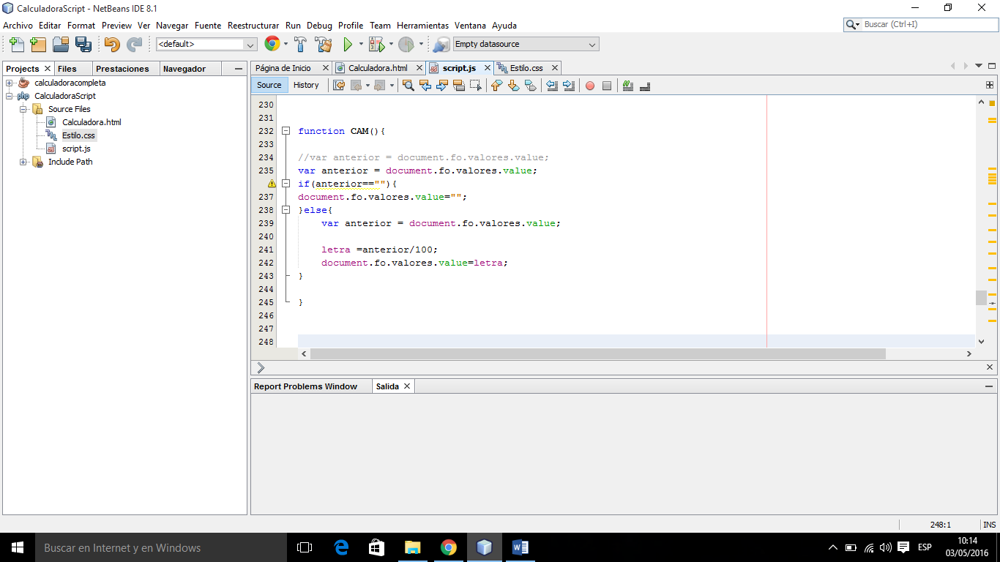 CalculadoraScript - NetBeans IDE 8.1
Archivo Editar Format Preview Ver Navegar Fuente Reestructurar Run Debug Profile Team Herramientas Ventana Ayuda
Buscar (Ctrl+I)
<default>
Empty datasource
Projects Files Prestaciones Navegador
Página de Inicio Calculadora.html script.js Estilo.css
calculadoracompleta
CalculadoraScript
Source Files
Calculadora.html
Estilo.css
script.js
Include Path
Source History
230
231
232 function CAM(){
233
234 //var anterior = document.fo.valores.value;
235 var anterior = document.fo.valores.value;
if(anterior==""){
237 document.fo.valores.value="";
238 }else{
239 var anterior = document.fo.valores.value;
240
241 letra =anterior/100;
242 document.fo.valores.value=letra;
243 }
244
245 }
246
247
248
Report Problems Window Salida
248:1 INS
Buscar en Internet y en Windows
ESP
10:14
03/05/2016